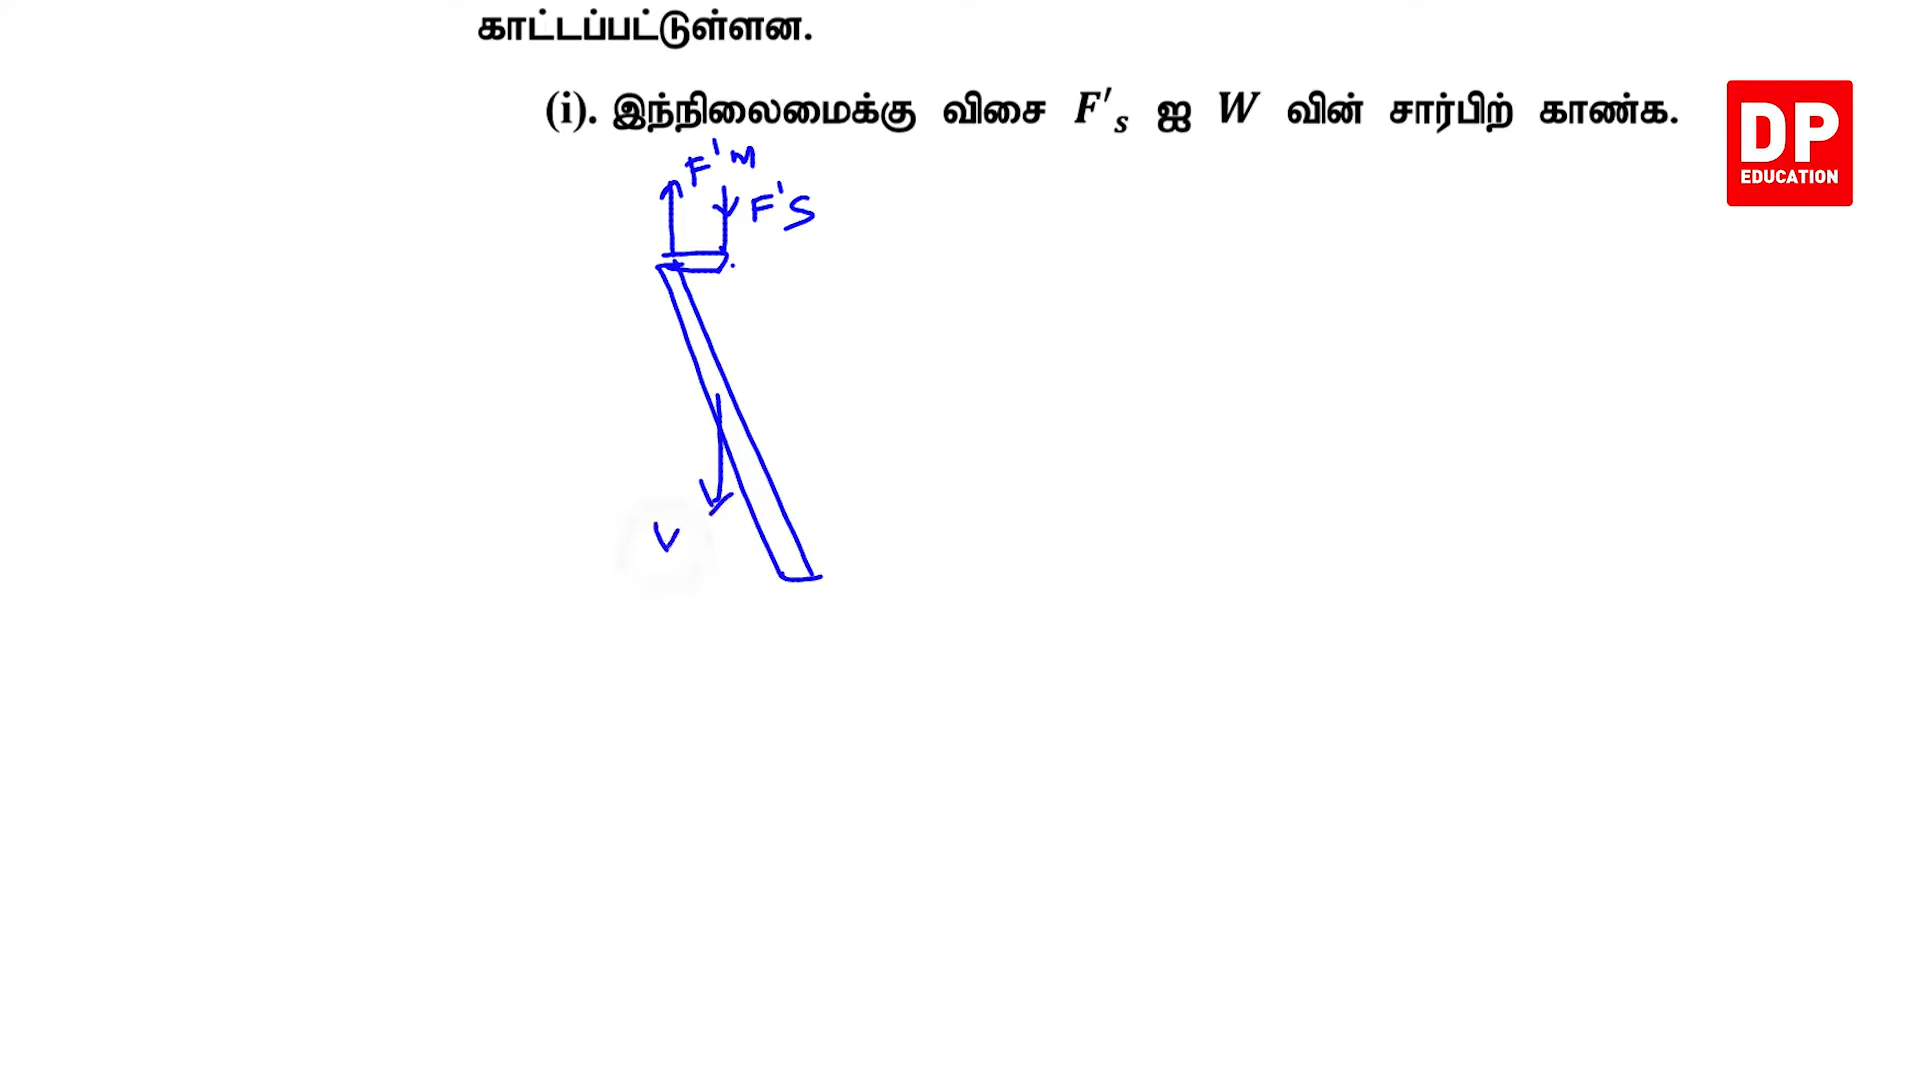 காட்டப்பட்டுள்ளன.
(i). இந்நிலைமைக்கு விசை F's ஐ W வின் சார்பிற் காண்க.
DP
EDUCATION
F'M
F'S
V